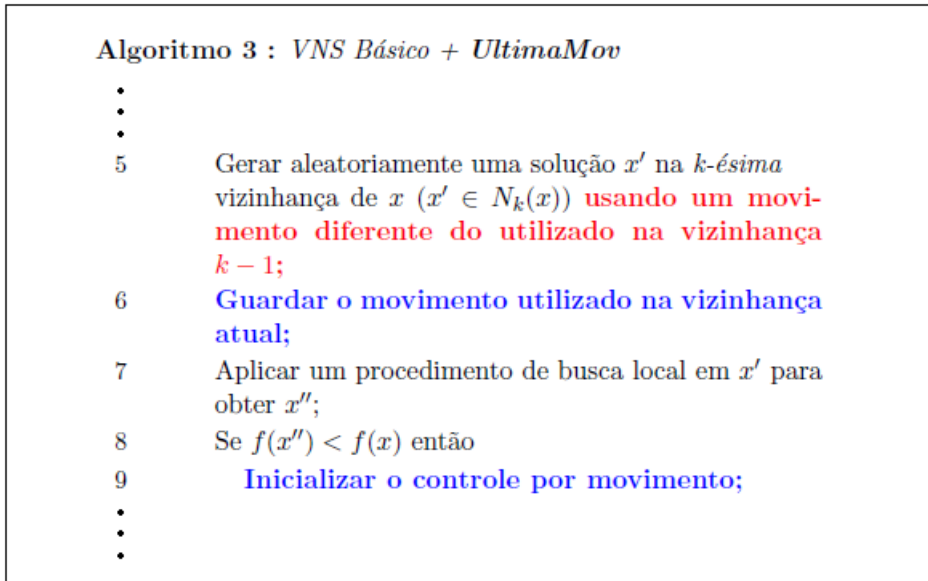 Algoritmo 3 : VNS Básico + UltimaMov
5 Gerar aleatoriamente uma solução x′ na k-ésima
vizinhança de x (x′ ∈ Nk(x)) usando um movi-
mento diferente do utilizado na vizinhança
k − 1;
6 Guardar o movimento utilizado na vizinhança
atual;
7 Aplicar um procedimento de busca local em x′ para
obter x′′;
8 Se f(x′′) < f(x) então
9 Inicializar o controle por movimento;